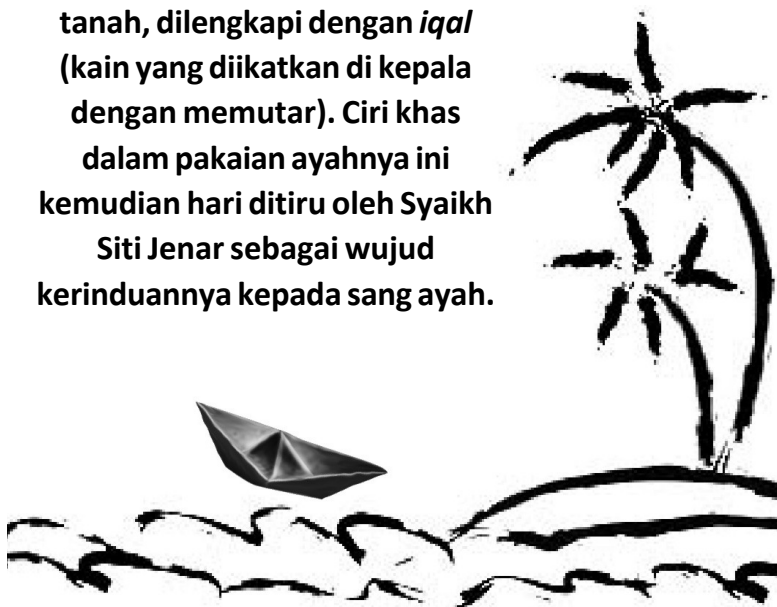 tanah, dilengkapi dengan iqal
(kain yang diikatkan di kepala
dengan memutar). Ciri khas
dalam pakaian ayahnya ini
kemudian hari ditiru oleh Syaikh
Siti Jenar sebagai wujud
kerinduannya kepada sang ayah.